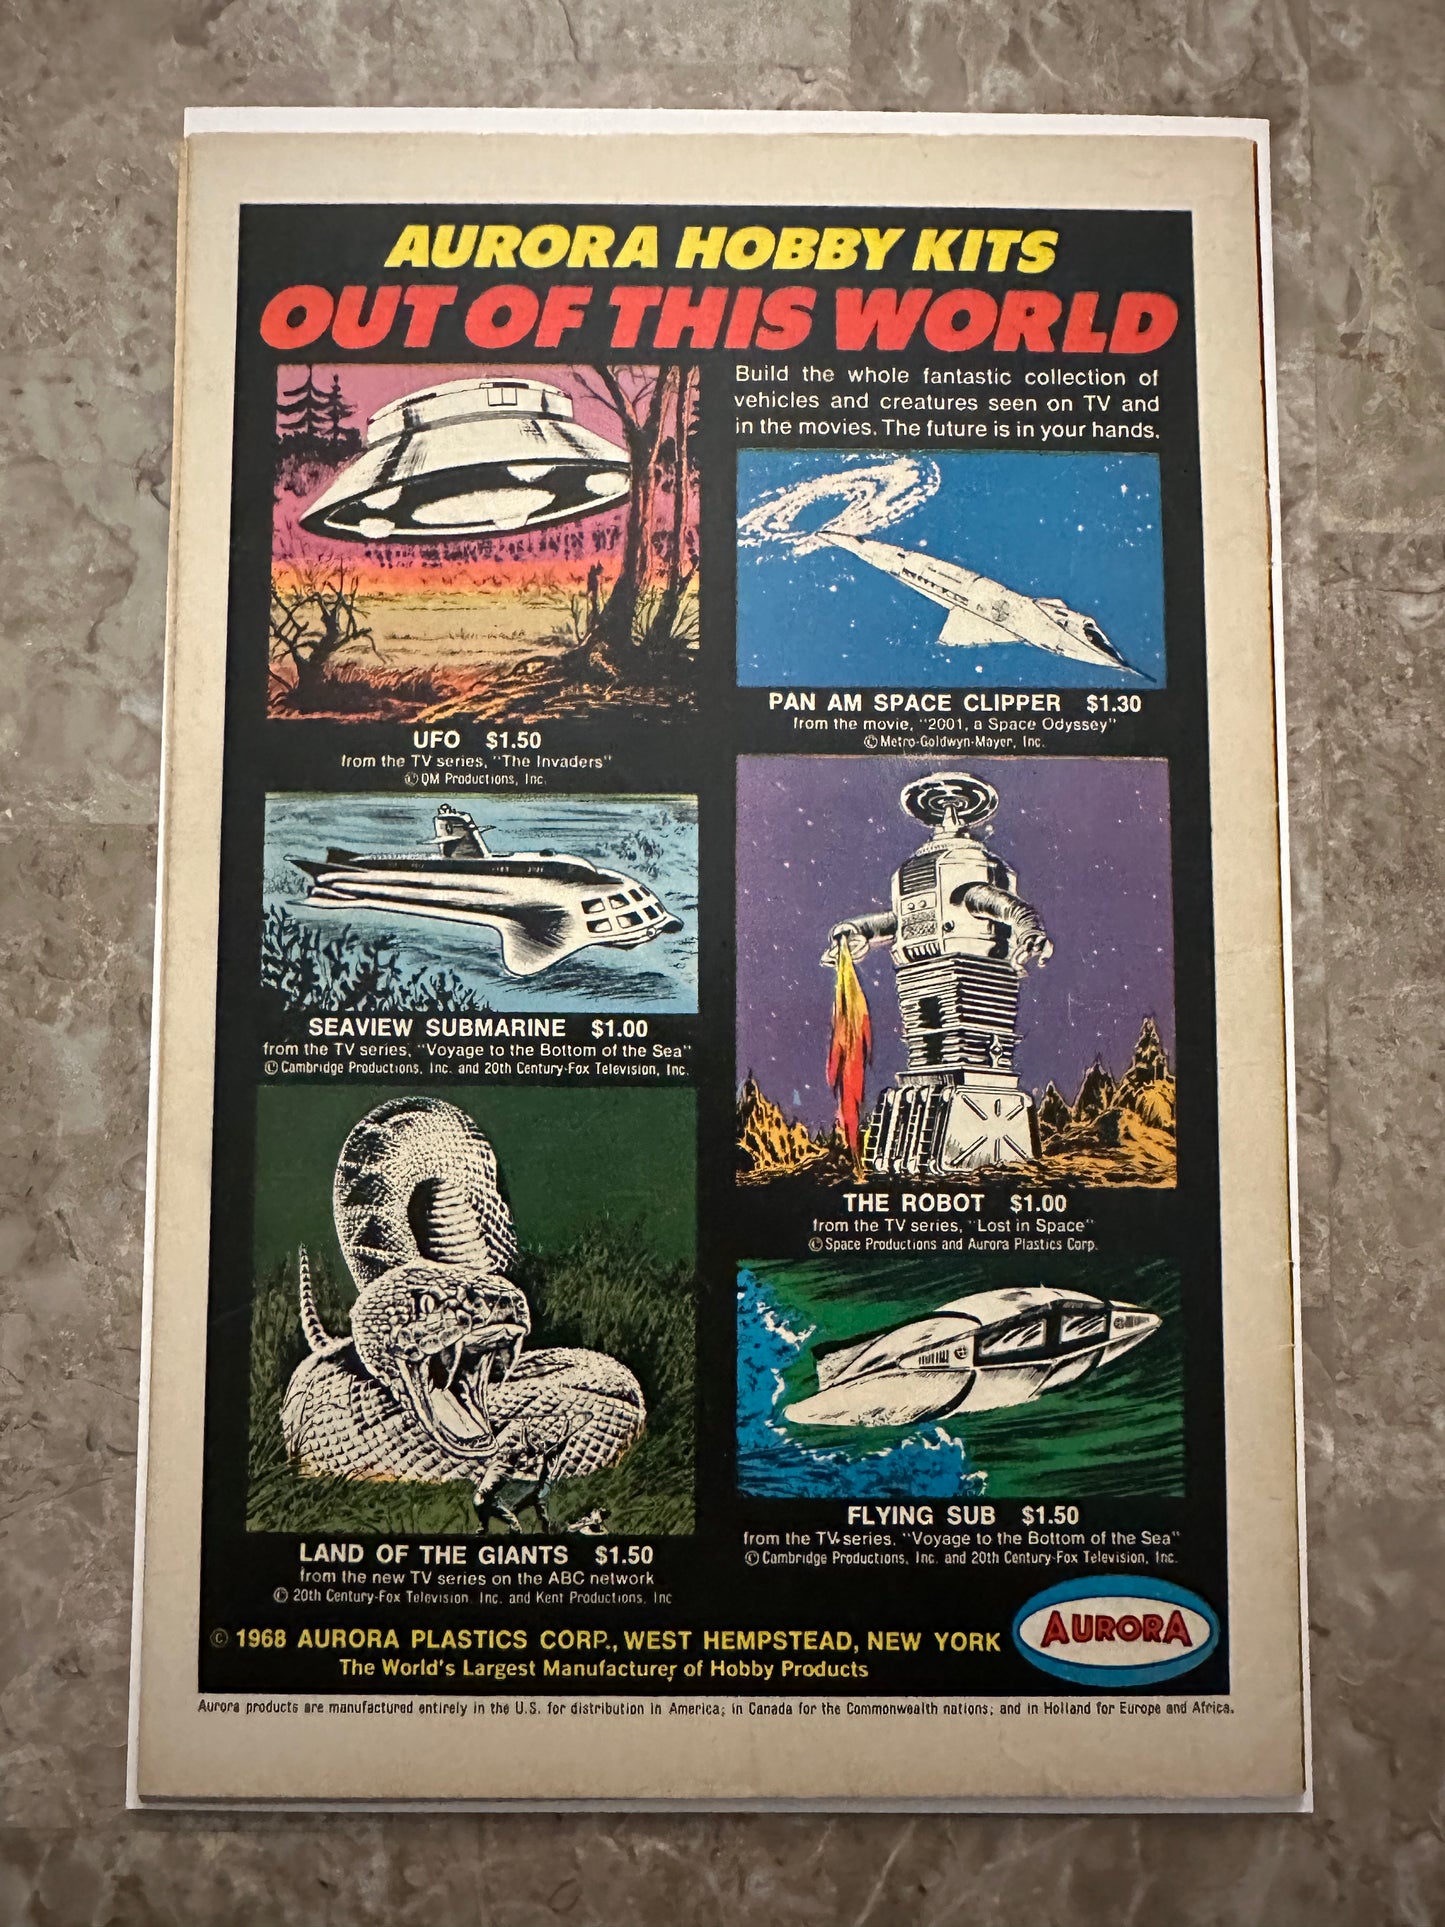 AURORA HOBBY KITS
OUT OF THIS WORLD
Build the whole fantastic collection of
vehicles and creatures seen on TV and
in the movies. The future is in your hands.
UFO $1.50
from the TV series, "The Invaders"
© QM Productions, Inc.
PAN AM SPACE CLIPPER $1.30
from the movie, "2001, a Space Odyssey"
© Metro-Goldwyn-Mayer, Inc.
SEAVIEW SUBMARINE $1.00
from the TV series, "Voyage to the Bottom of the Sea"
© Cambridge Productions, Inc. and 20th Century-Fox Television, Inc.
THE ROBOT $1.00
from the TV series, "Lost in Space"
© Space Productions and Aurora Plastics Corp.
LAND OF THE GIANTS $1.50
from the new TV series on the ABC network
© 20th Century-Fox Television, Inc. and Kent Productions, Inc
FLYING SUB $1.50
from the TV series, "Voyage to the Bottom of the Sea"
© Cambridge Productions, Inc. and 20th Century-Fox Television, Inc.
© 1968 AURORA PLASTICS CORP., WEST HEMPSTEAD, NEW YORK
The World's Largest Manufacturer of Hobby Products
AURORA
Aurora products are manufactured entirely in the U.S. for distribution in America; in Canada for the Commonwealth nations; and in Holland for Europe and Africa.